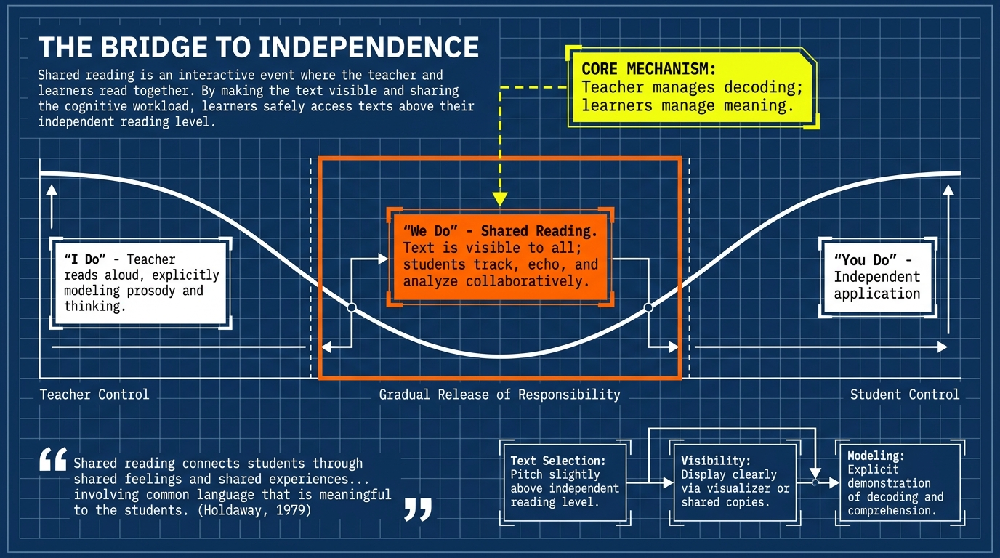 THE BRIDGE TO INDEPENDENCE
Shared reading is an interactive event where the teacher and
learners read together. By making the text visible and sharing
the cognitive workload, learners safely access texts above their
independent reading level.
CORE MECHANISM:
Teacher manages decoding;
learners manage meaning.
“I Do” - Teacher
reads aloud, explicitly
modeling prosody and
thinking.
“We Do” - Shared Reading.
Text is visible to all;
students track, echo, and
analyze collaboratively.
“You Do” -
Independent
application
Teacher Control
Gradual Release of Responsibility
Student Control
“Shared reading connects students through
shared feelings and shared experiences...
involving common language that is meaningful
to the students. (Holdaway, 1979)”
Text Selection:
Pitch slightly
above independent
reading level.
Visibility:
Display clearly
via visualizer or
shared copies.
Modeling:
Explicit
demonstration
of decoding and
comprehension.